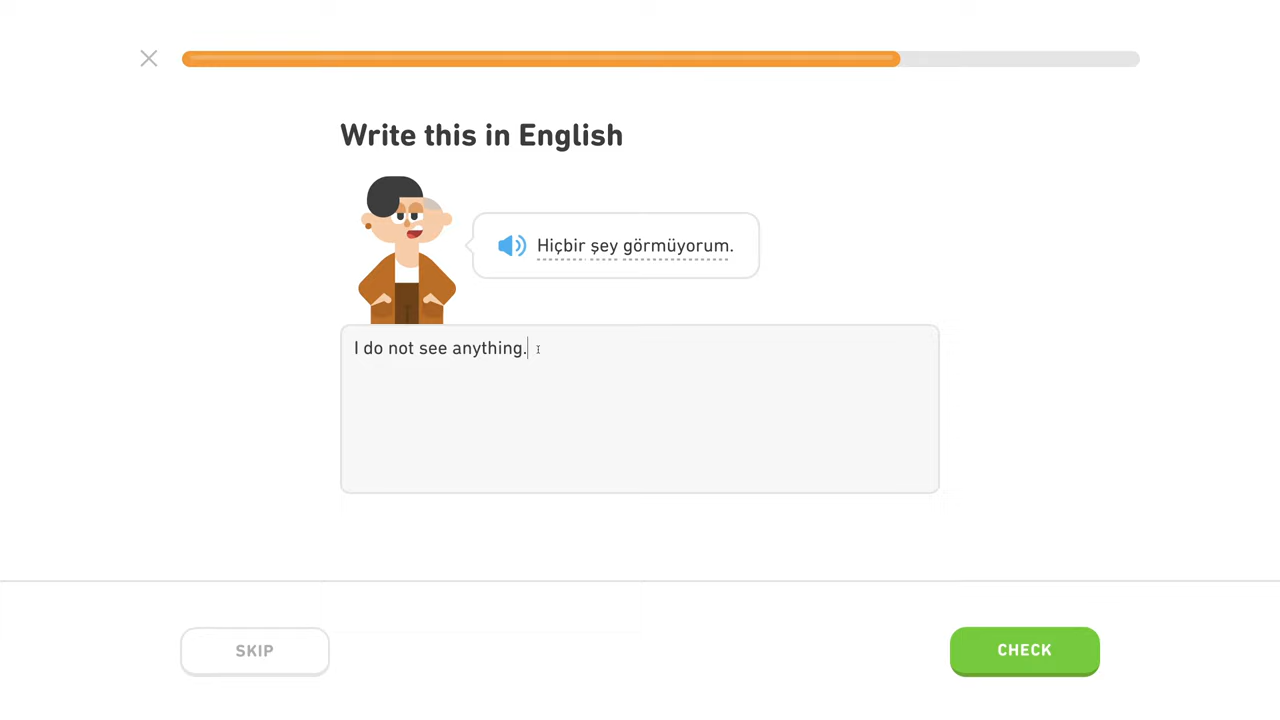 Write this in English
Hiçbir şey görmüyorum.
I do not see anything.
SKIP
CHECK